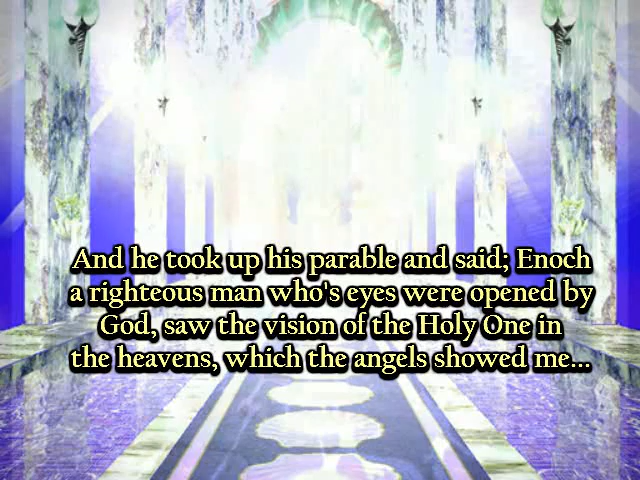 And he took up his parable and said; Enoch
a righteous man who's eyes were opened by
God, saw the vision of the Holy One in
the heavens, which the angels showed me...